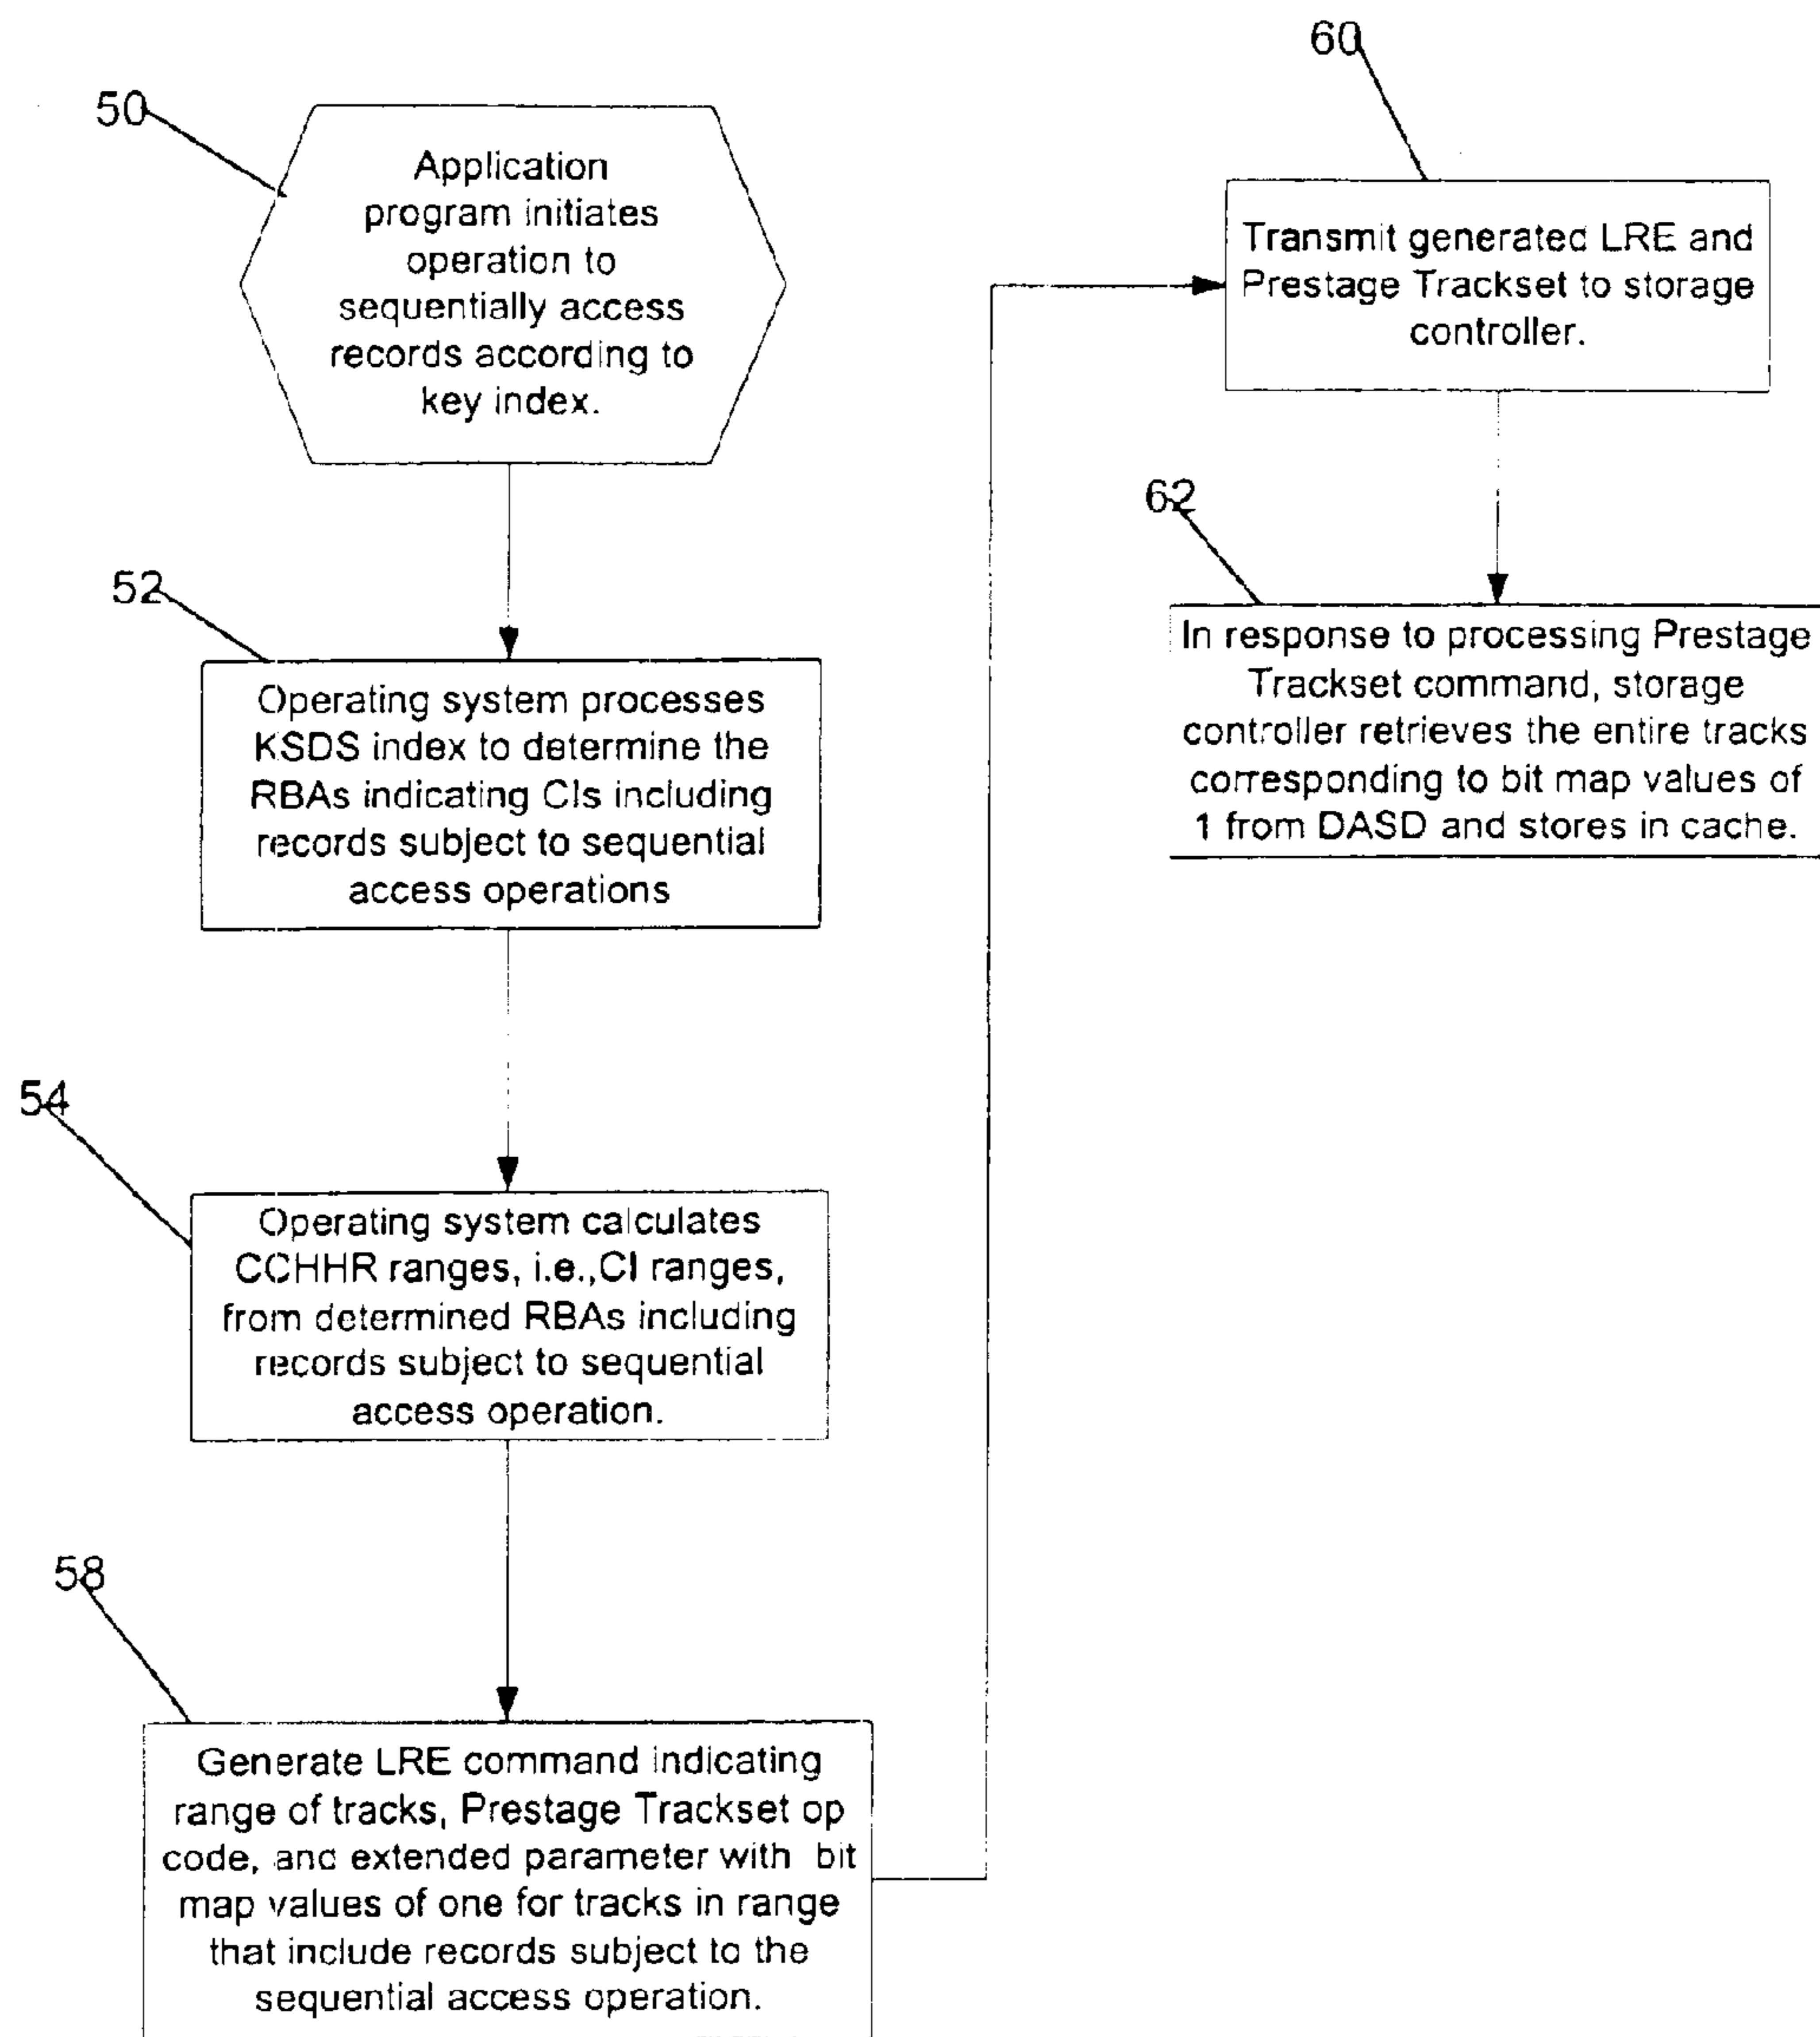 50
Application
program initiates
operation to
sequentially access
records according to
key index.
52
Operating system processes
KSDS index to determine the
RBAs indicating CIs including
records subject to sequential
access operations
54
Operating system calculates
CCHHR ranges, i.e.,CI ranges,
from determined RBAs including
records subject to sequential
access operation.
58
Generate LRE command indicating
range of tracks, Prestage Trackset op
code, and extended parameter with bit
map values of one for tracks in range
that include records subject to the
sequential access operation.
60
Transmit generated LRE and
Prestage Trackset to storage
controller.
62
In response to processing Prestage
Trackset command, storage
controller retrieves the entire tracks
corresponding to bit map values of
1 from DASD and stores in cache.